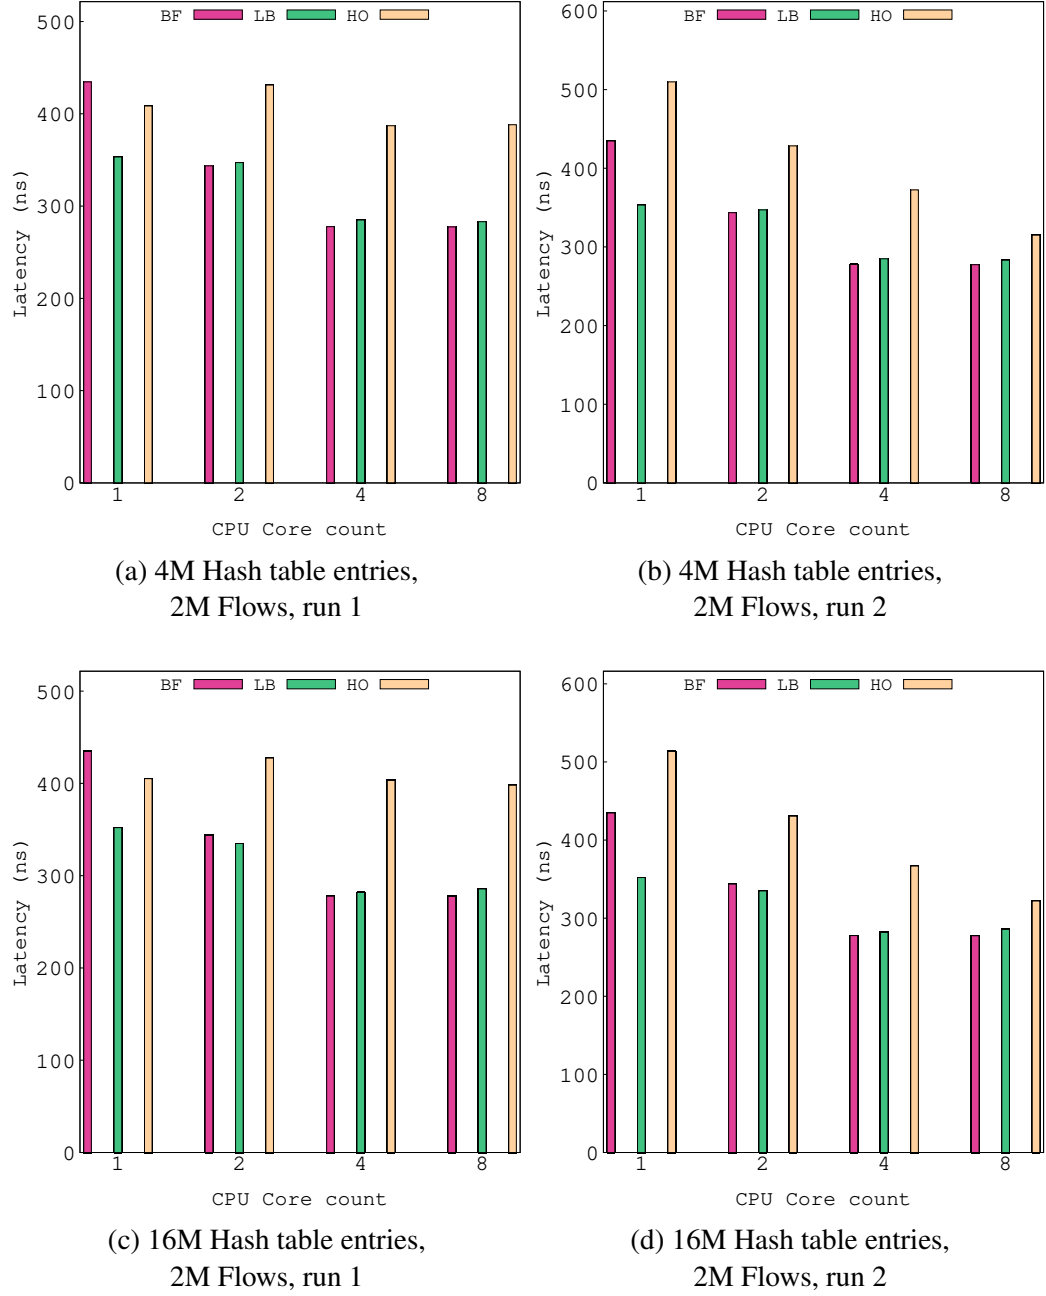 BF LB HO
500
400
300
200
100
0
Latency (ns)
1 2 4 8
CPU Core count
(a) 4M Hash table entries,
2M Flows, run 1
BF LB HO
600
500
400
300
200
100
0
Latency (ns)
1 2 4 8
CPU Core count
(b) 4M Hash table entries,
2M Flows, run 2
BF LB HO
500
400
300
200
100
0
Latency (ns)
1 2 4 8
CPU Core count
(c) 16M Hash table entries,
2M Flows, run 1
BF LB HO
600
500
400
300
200
100
0
Latency (ns)
1 2 4 8
CPU Core count
(d) 16M Hash table entries,
2M Flows, run 2